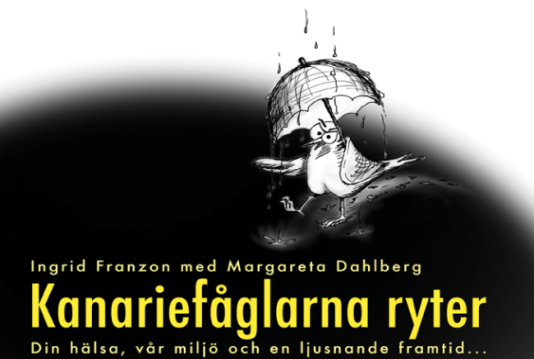 Ingrid Franzon med Margareta Dahlberg
Kanariefåglarna ryter
Din hälsa, vår miljö och en ljusnande framtid...